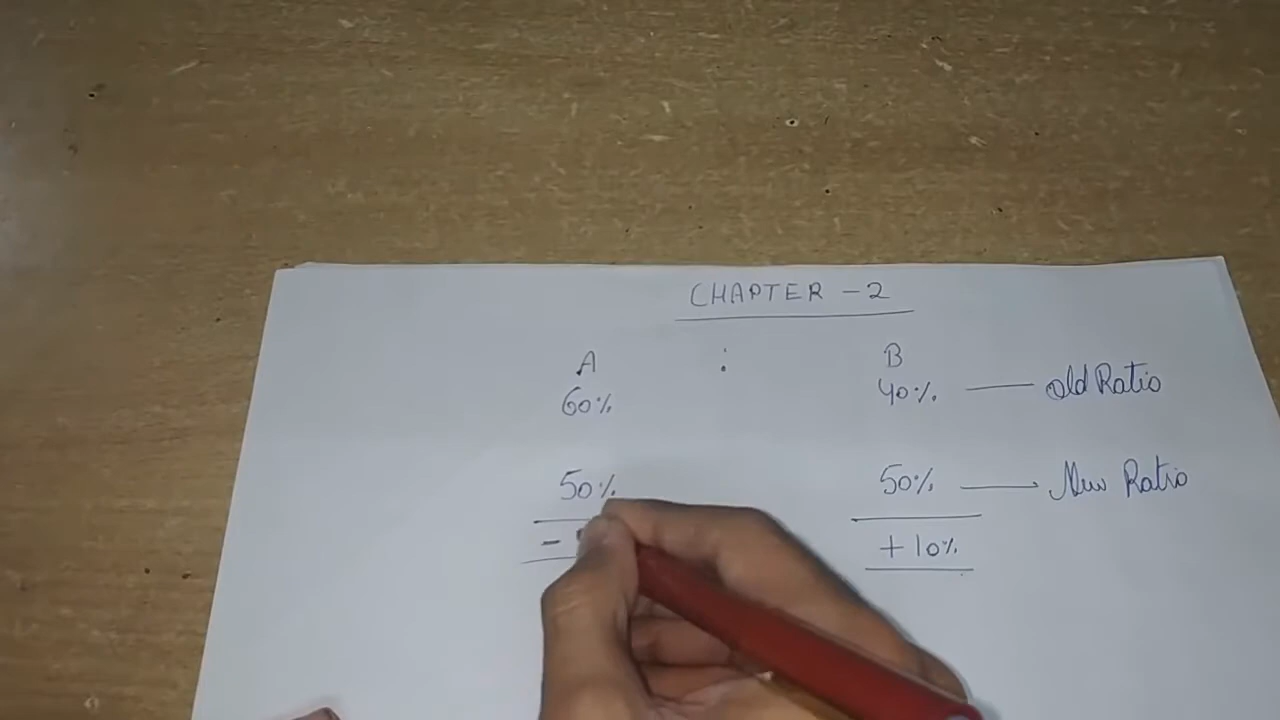 CHAPTER - 2
A : B
60% 40% — Old Ratio
50% 50% — New Ratio
- +10%